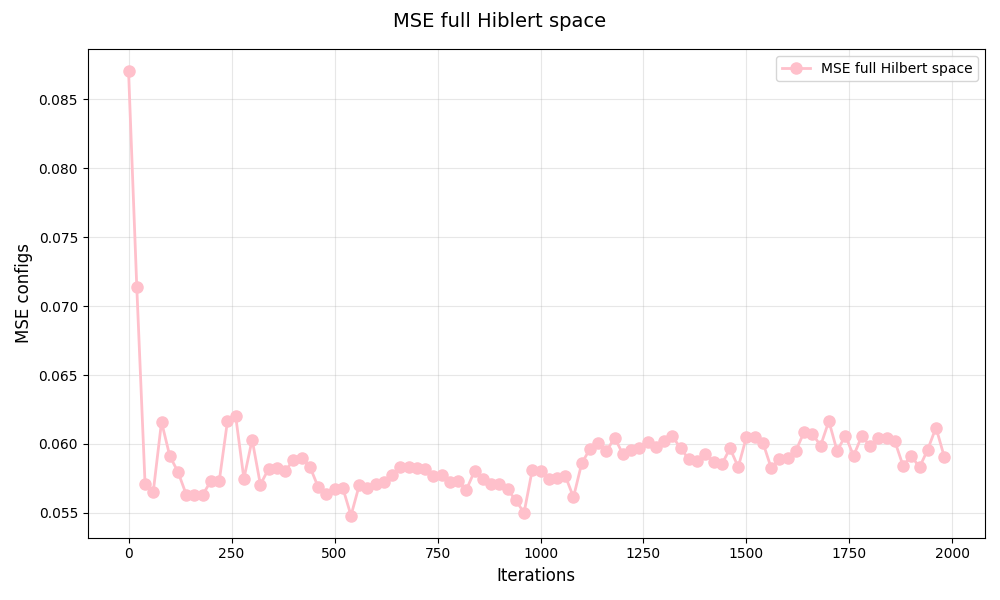 MSE full Hiblert space
MSE full Hilbert space
MSE configs
0.085
0.080
0.075
0.070
0.065
0.060
0.055
0 250 500 750 1000 1250 1500 1750 2000
Iterations